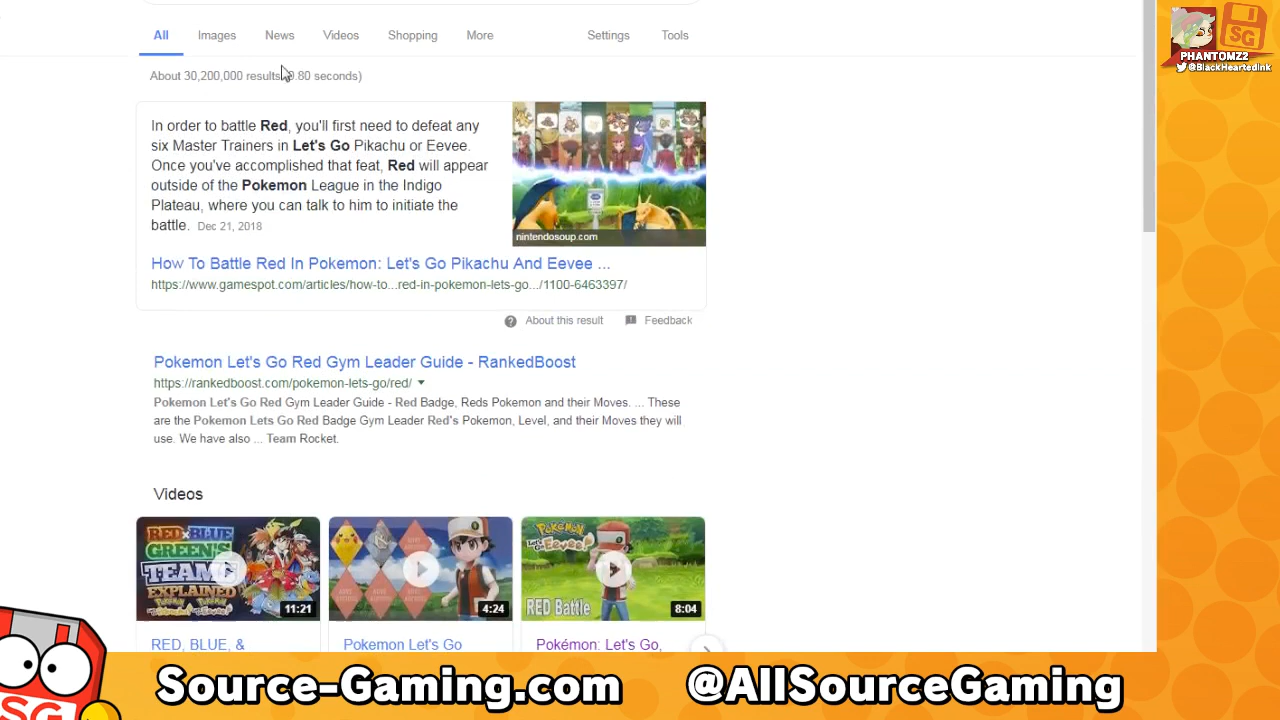 All Images News Videos Shopping More Settings Tools
SG
PHANTOMZ2
@BlackHeartedInk
About 30,200,000 results 0.80 seconds)
In order to battle Red, you'll first need to defeat any
six Master Trainers in Let's Go Pikachu or Eevee.
Once you've accomplished that feat, Red will appear
outside of the Pokemon League in the Indigo
Plateau, where you can talk to him to initiate the
battle. Dec 21, 2018
nintendosoup.com
How To Battle Red In Pokemon: Let's Go Pikachu And Eevee ...
https://www.gamespot.com/articles/how-to...red-in-pokemon-lets-go.../1100-6463397/
About this result Feedback
Pokemon Let's Go Red Gym Leader Guide - RankedBoost
https://rankedboost.com/pokemon-lets-go/red/
Pokemon Let's Go Red Gym Leader Guide - Red Badge, Reds Pokemon and their Moves. ... These
are the Pokemon Lets Go Red Badge Gym Leader Red's Pokemon, Level, and their Moves they will
use. We have also ... Team Rocket.
Videos
RED BLUE
GREEN'S
TEAMS
EXPLAINED
11:21
4:24
POKÉMON
Let's Go Eevee!
RED Battle
8:04
RED, BLUE, &
Pokemon Let's Go
Pokémon: Let's Go,
SG
Source-Gaming.com @AllSourceGaming